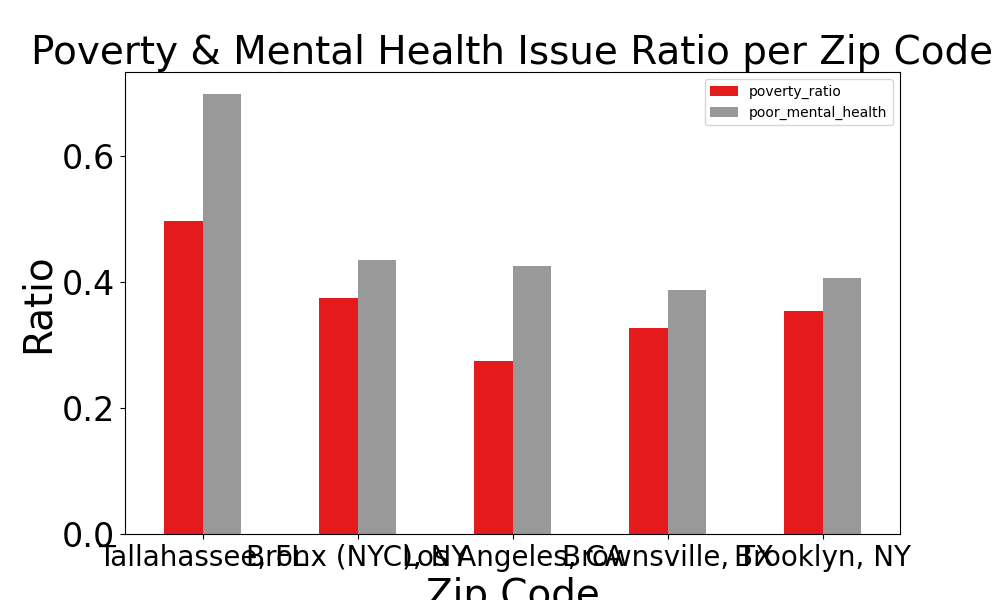 Poverty & Mental Health Issue Ratio per Zip Code
poverty_ratio
poor_mental_health
Ratio
0.6
0.4
0.2
0.0
Tallahassee, FL
Bronx (NYC), NY
Los Angeles, CA
Brownsville, TX
Brooklyn, NY
Zip Code